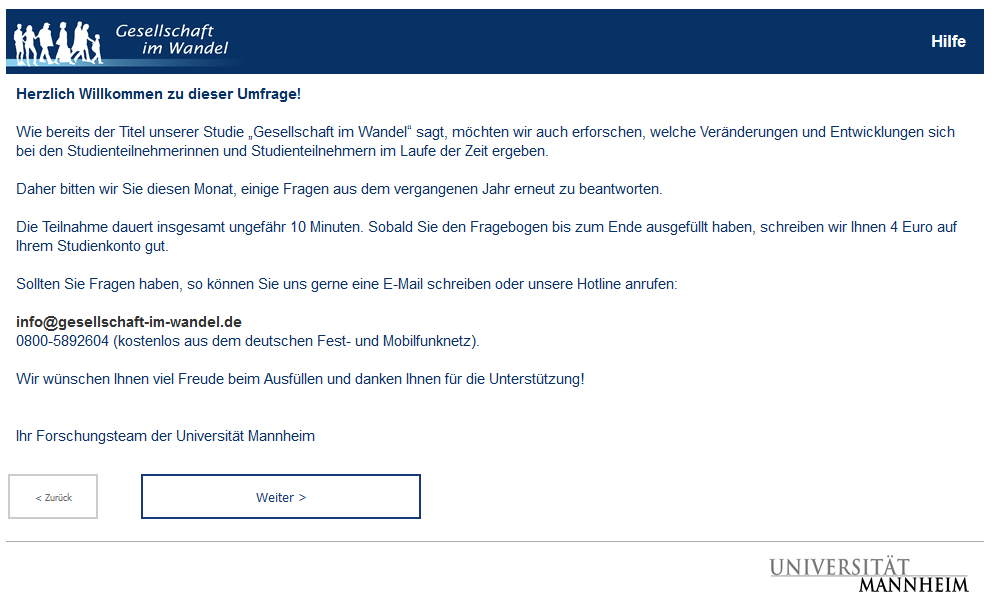 Gesellschaft
im Wandel
Hilfe
Herzlich Willkommen zu dieser Umfrage!
Wie bereits der Titel unserer Studie „Gesellschaft im Wandel“ sagt, möchten wir auch erforschen, welche Veränderungen und Entwicklungen sich
bei den Studienteilnehmerinnen und Studienteilnehmern im Laufe der Zeit ergeben.
Daher bitten wir Sie diesen Monat, einige Fragen aus dem vergangenen Jahr erneut zu beantworten.
Die Teilnahme dauert insgesamt ungefähr 10 Minuten. Sobald Sie den Fragebogen bis zum Ende ausgefüllt haben, schreiben wir Ihnen 4 Euro auf
Ihrem Studienkonto gut.
Sollten Sie Fragen haben, so können Sie uns gerne eine E-Mail schreiben oder unsere Hotline anrufen:
info@gesellschaft-im-wandel.de
0800-5892604 (kostenlos aus dem deutschen Fest- und Mobilfunknetz).
Wir wünschen Ihnen viel Freude beim Ausfüllen und danken Ihnen für die Unterstützung!
Ihr Forschungsteam der Universität Mannheim
< Zurück
Weiter >
UNIVERSITÄT
MANNHEIM